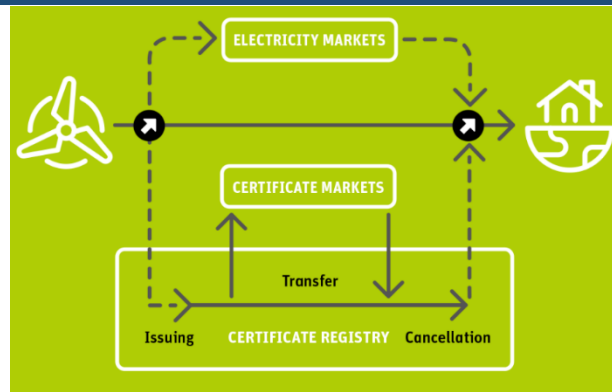 ELECTRICITY MARKETS
CERTIFICATE MARKETS
Transfer
Issuing
CERTIFICATE REGISTRY
Cancellation